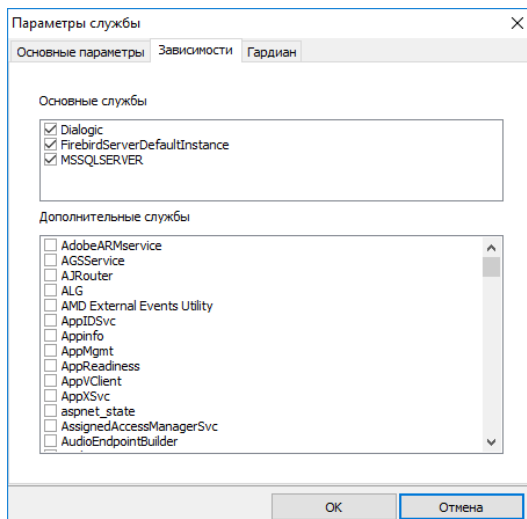 Параметры службы
Основные параметры Зависимости Гардиан
Основные службы
Dialogic
FirebirdServerDefaultInstance
MSSQLSERVER
Дополнительные службы
AdobeARMservice
AGSService
AJRouter
ALG
AMD External Events Utility
AppIDSvc
Appinfo
AppMgmt
AppReadiness
AppVClient
AppXSvc
aspnet_state
AssignedAccessManagerSvc
AudioEndpointBuilder
OK Отмена